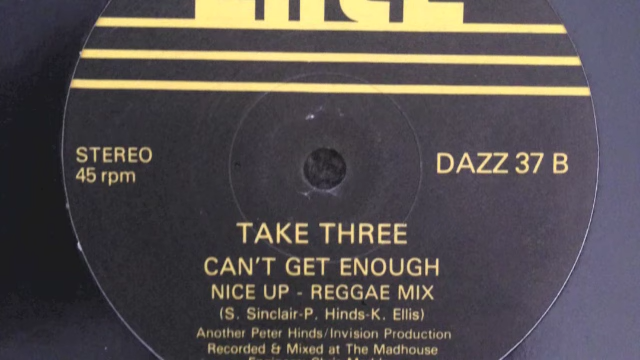 STEREO
45 rpm
DAZZ 37 B
TAKE THREE
CAN'T GET ENOUGH
NICE UP - REGGAE MIX
(S. Sinclair-P. Hinds-K. Ellis)
Another Peter Hinds/Invision Production
Recorded & Mixed at The Madhouse